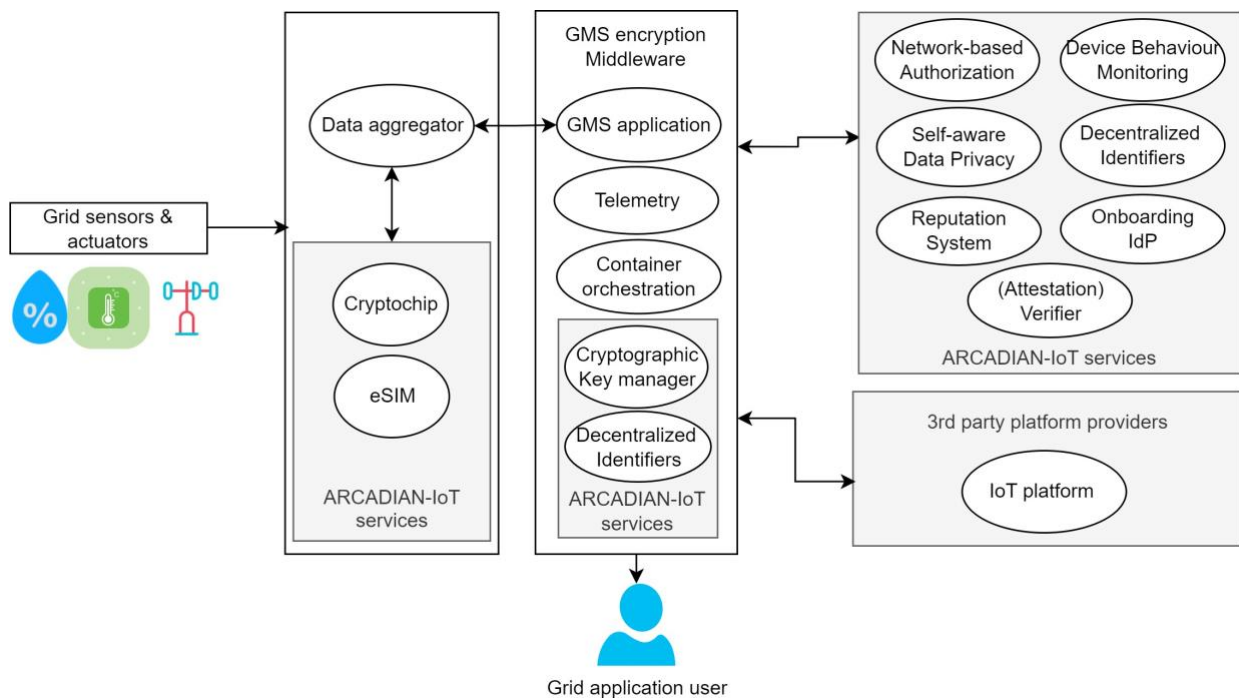 Grid sensors &
actuators
%
°C
Data aggregator
Cryptochip
eSIM
ARCADIAN-IoT
services
GMS encryption
Middleware
GMS application
Telemetry
Container
orchestration
Cryptographic
Key manager
Decentralized
Identifiers
ARCADIAN-IoT
services
Grid application user
Network-based
Authorization
Device Behaviour
Monitoring
Self-aware
Data Privacy
Decentralized
Identifiers
Reputation
System
Onboarding
IdP
(Attestation)
Verifier
ARCADIAN-IoT services
3rd party platform providers
IoT platform